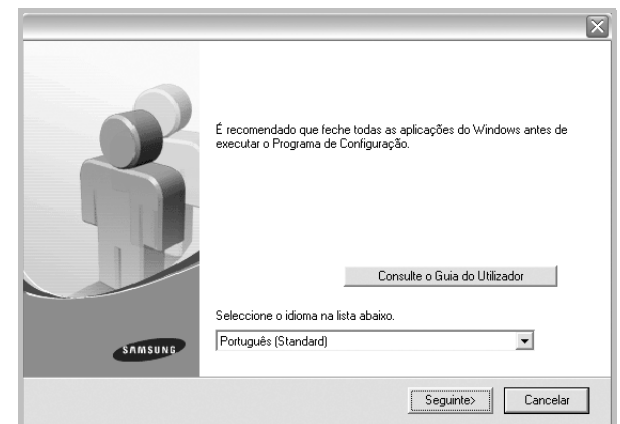 É recomendado que feche todas as aplicações do Windows antes de
executar o Programa de Configuração.
Consulte o Guia do Utilizador
Seleccione o idioma na lista abaixo.
SAMSUNG
Português (Standard)
Seguinte>
Cancelar